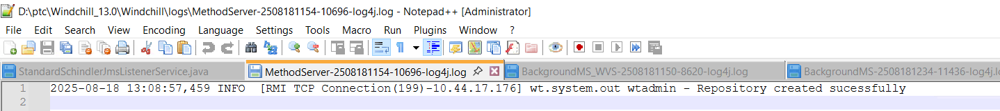 D:\ptc\Windchill_13.0\Windchill\logs\MethodServer-2508181154-10696-log4j.log - Notepad++ [Administrator]
File Edit Search View Encoding Language Settings Tools Macro Run Plugins Window ?
StandardSchindlerJmsListenerService.java MethodServer-2508181154-10696-log4j.log BackgroundMS_WVS-2508181150-8620-log4j.log BackgroundMS-2508181234-11436-log4j.l
1 2025-08-18 13:08:57,459 INFO [RMI TCP Connection(199)-10.44.17.176] wt.system.out wtadmin - Repository created sucessfully
2